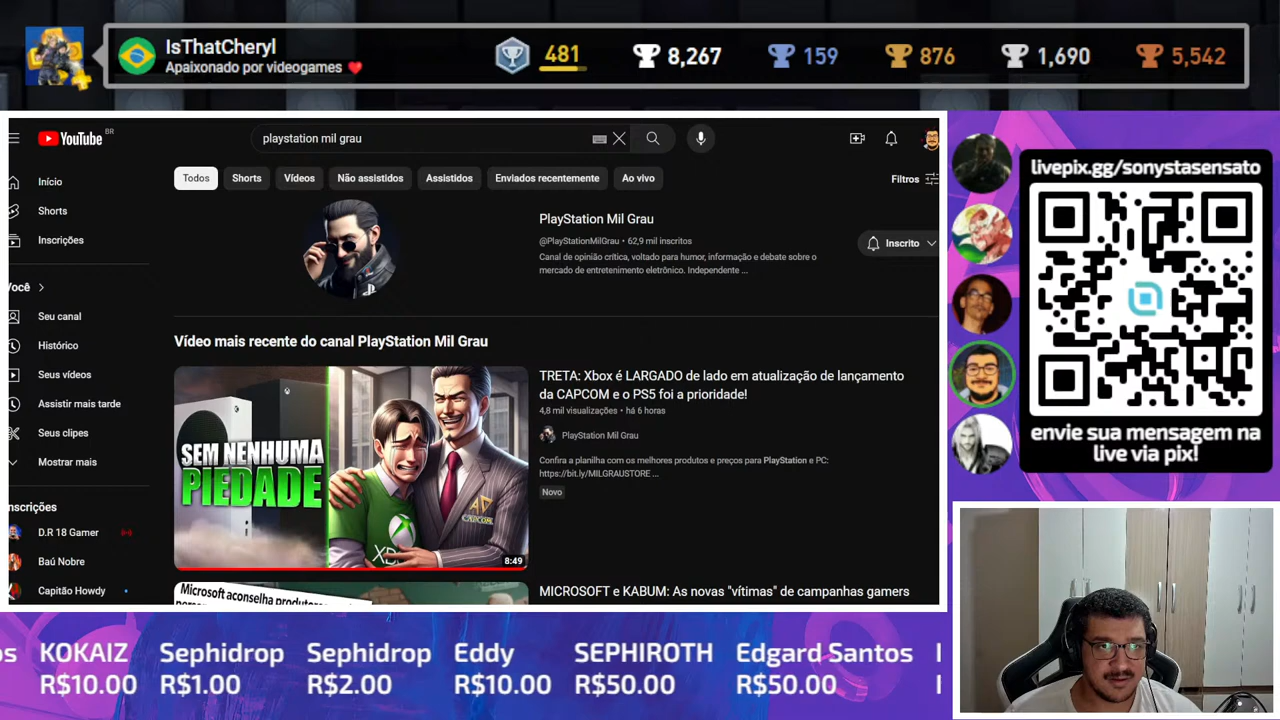 IsThatCheryl
Apaixonado por videogames ❤
481
8,267
159
876
1,690
5,542
YouTube BR
playstation mil grau
Início
Shorts
Inscrições
Você
Seu canal
Histórico
Seus vídeos
Assistir mais tarde
Seus clipes
Mostrar mais
nscrições
D.R 18 Gamer
Baú Nobre
Capitão Howdy
Todos
Shorts
Vídeos
Não assistidos
Assistidos
Enviados recentemente
Ao vivo
Filtros
PlayStation Mil Grau
@PlayStationMilGrau • 62,9 mil inscritos
Canal de opinião crítica, voltado para humor, informação e debate sobre o
mercado de entretenimento eletrônico. Independente ...
Inscrito
Vídeo mais recente do canal PlayStation Mil Grau
SEM NENHUMA
PIEDADE
XB
CAPCOM
8:49
TRETA: Xbox é LARGADO de lado em atualização de lançamento
da CAPCOM e o PS5 foi a prioridade!
4,8 mil visualizações • há 6 horas
PlayStation Mil Grau
Confira a planilha com os melhores produtos e preços para PlayStation e PC:
https://bit.ly/MILGRAUSTORE ...
Novo
Microsoft aconselha
MICROSOFT e KABUM: As novas "vítimas" de campanhas gamers
livepix.gg/sonystasensato
envie sua mensagem na
live via pix!
os KOKAIZ Sephidrop Sephidrop Eddy SEPHIROTH Edgard Santos
R$10.00 R$1.00 R$2.00 R$10.00 R$50.00 R$50.00